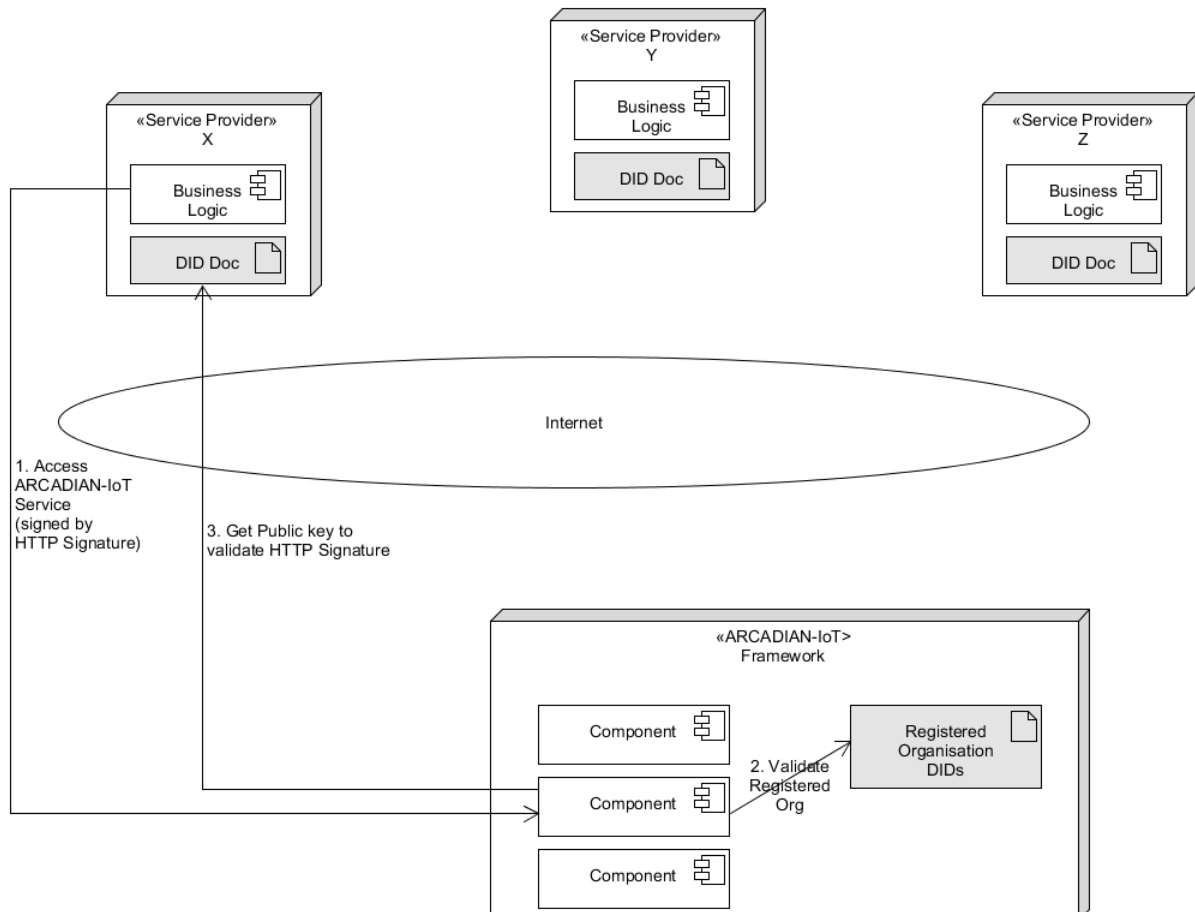 «Service Provider»
Y
Business
Logic
DID Doc
«Service Provider»
X
Business
Logic
DID Doc
«Service Provider»
Z
Business
Logic
DID Doc
Internet
1. Access
ARCADIAN-IoT
Service
(signed by
HTTP Signature)
3. Get Public key to
validate HTTP Signature
«ARCADIAN-IoT>
Framework
Component
Component
Component
2. Validate
Registered
Org
Registered
Organisation
DIDs